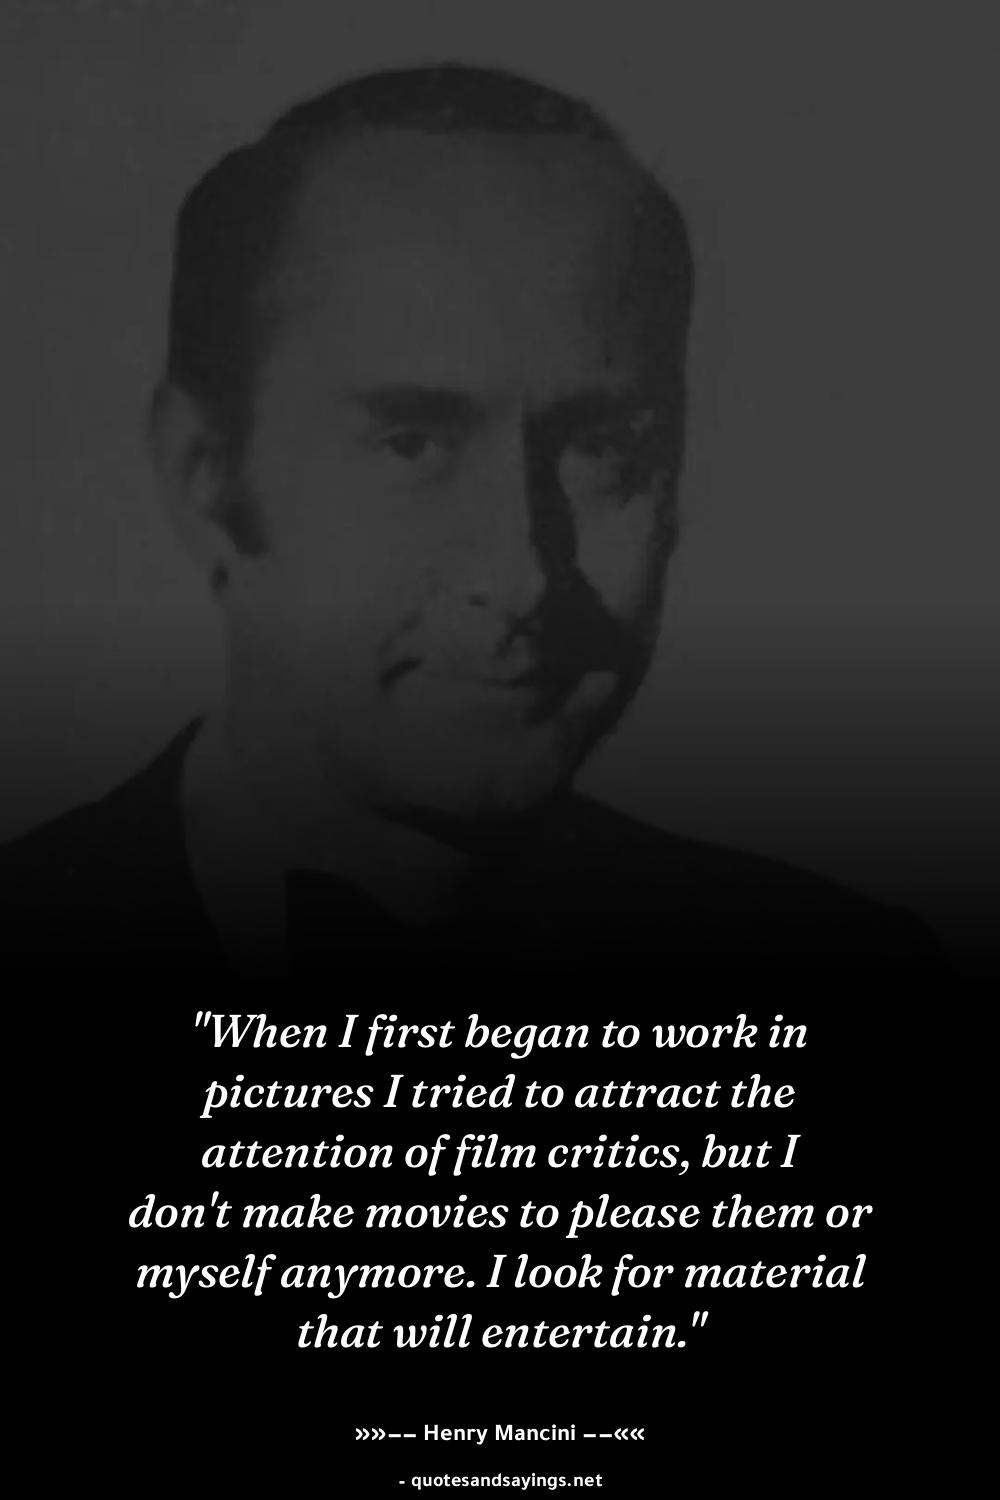 "When I first began to work in
pictures I tried to attract the
attention of film critics, but I
don't make movies to please them or
myself anymore. I look for material
that will entertain."
»»–– Henry Mancini ––««
- quotesandsayings.net